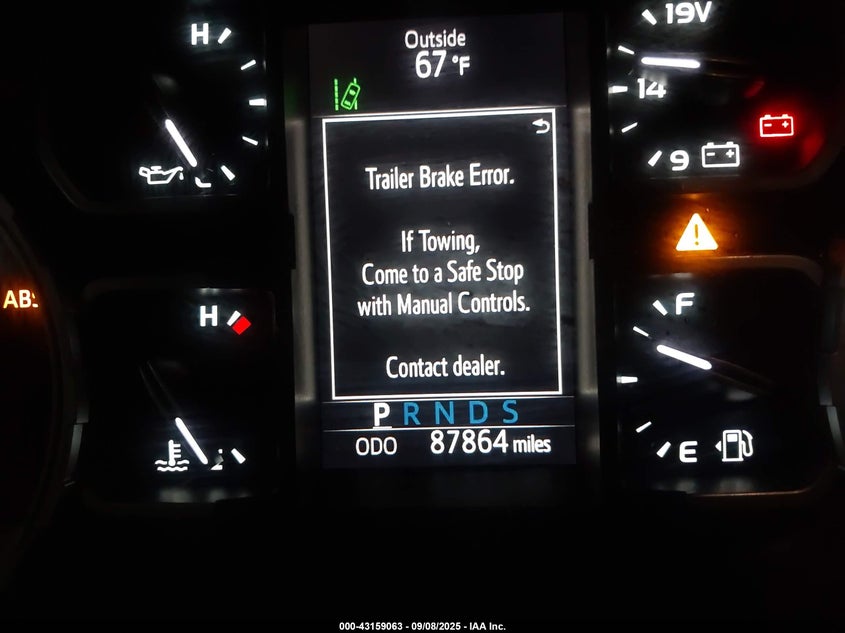 H
Outside
67 °F
19V
14
9
L
Trailer Brake Error.
If Towing,
Come to a Safe Stop
with Manual Controls.
Contact dealer.
H
F
E
P R N D S
ODO 87864 miles
000-43159063 - 09/08/2025 - IAA Inc.